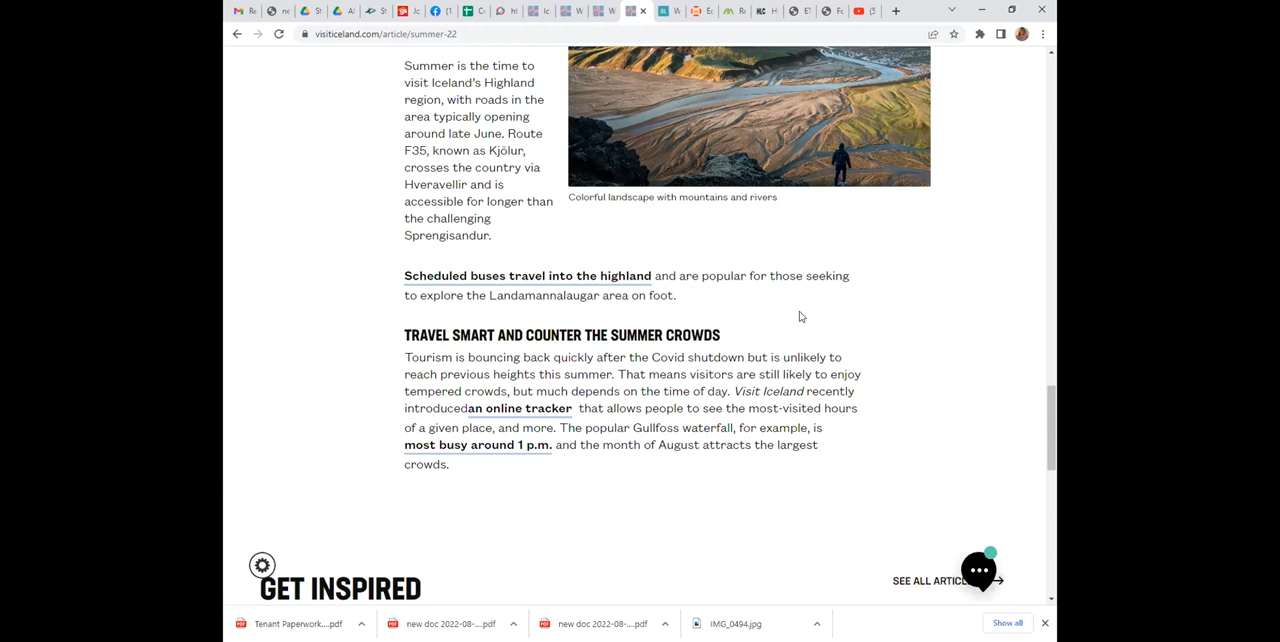 visiticeland.com/article/summer-22
Summer is the time to
visit Iceland's Highland
region, with roads in the
area typically opening
around late June. Route
F35, known as Kjölur,
crosses the country via
Hveravellir and is
accessible for longer than
the challenging
Sprengisandur.
Colorful landscape with mountains and rivers
Scheduled buses travel into the highland and are popular for those seeking
to explore the Landamannalaugar area on foot.
TRAVEL SMART AND COUNTER THE SUMMER CROWDS
Tourism is bouncing back quickly after the Covid shutdown but is unlikely to
reach previous heights this summer. That means visitors are still likely to enjoy
tempered crowds, but much depends on the time of day. Visit Iceland recently
introducedan online tracker that allows people to see the most-visited hours
of a given place, and more. The popular Gullfoss waterfall, for example, is
most busy around 1 p.m. and the month of August attracts the largest
crowds.
GET INSPIRED
SEE ALL
Tenant Paperwork....pdf
new doc 2022-08-....pdf
new doc 2022-08-....pdf
IMG_0494.jpg
Show all